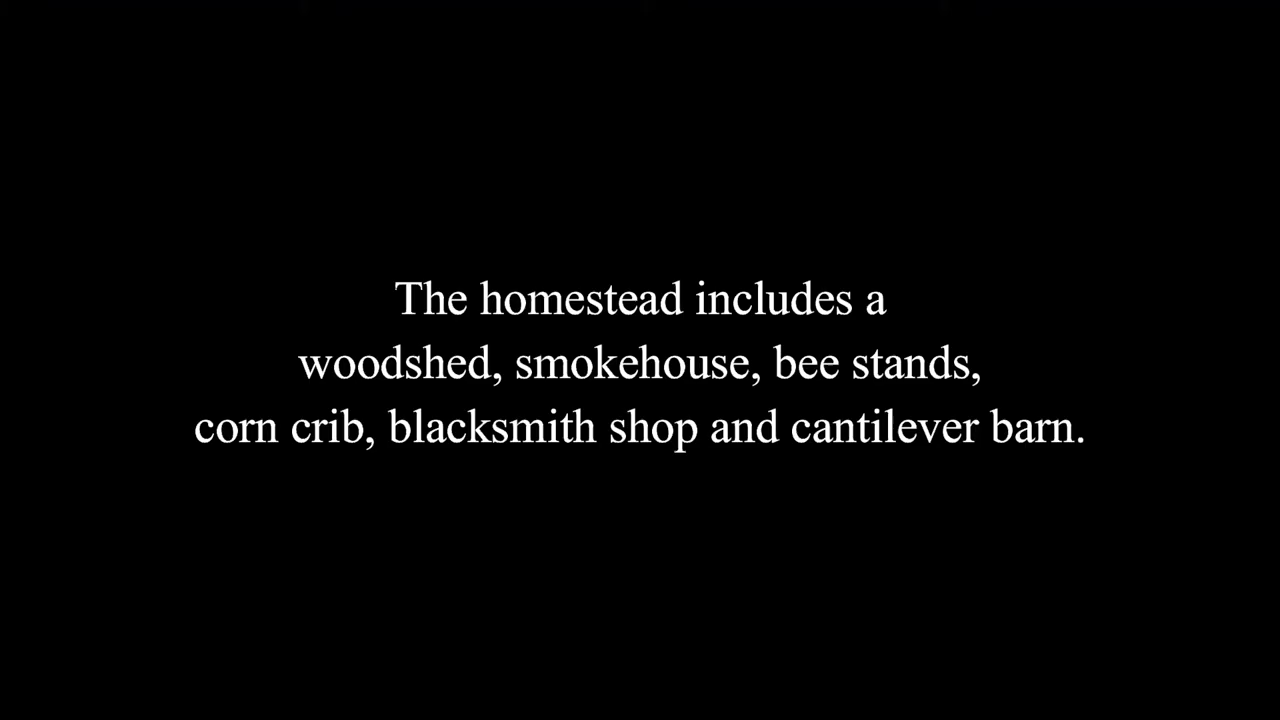 The homestead includes a
woodshed, smokehouse, bee stands,
corn crib, blacksmith shop and cantilever barn.